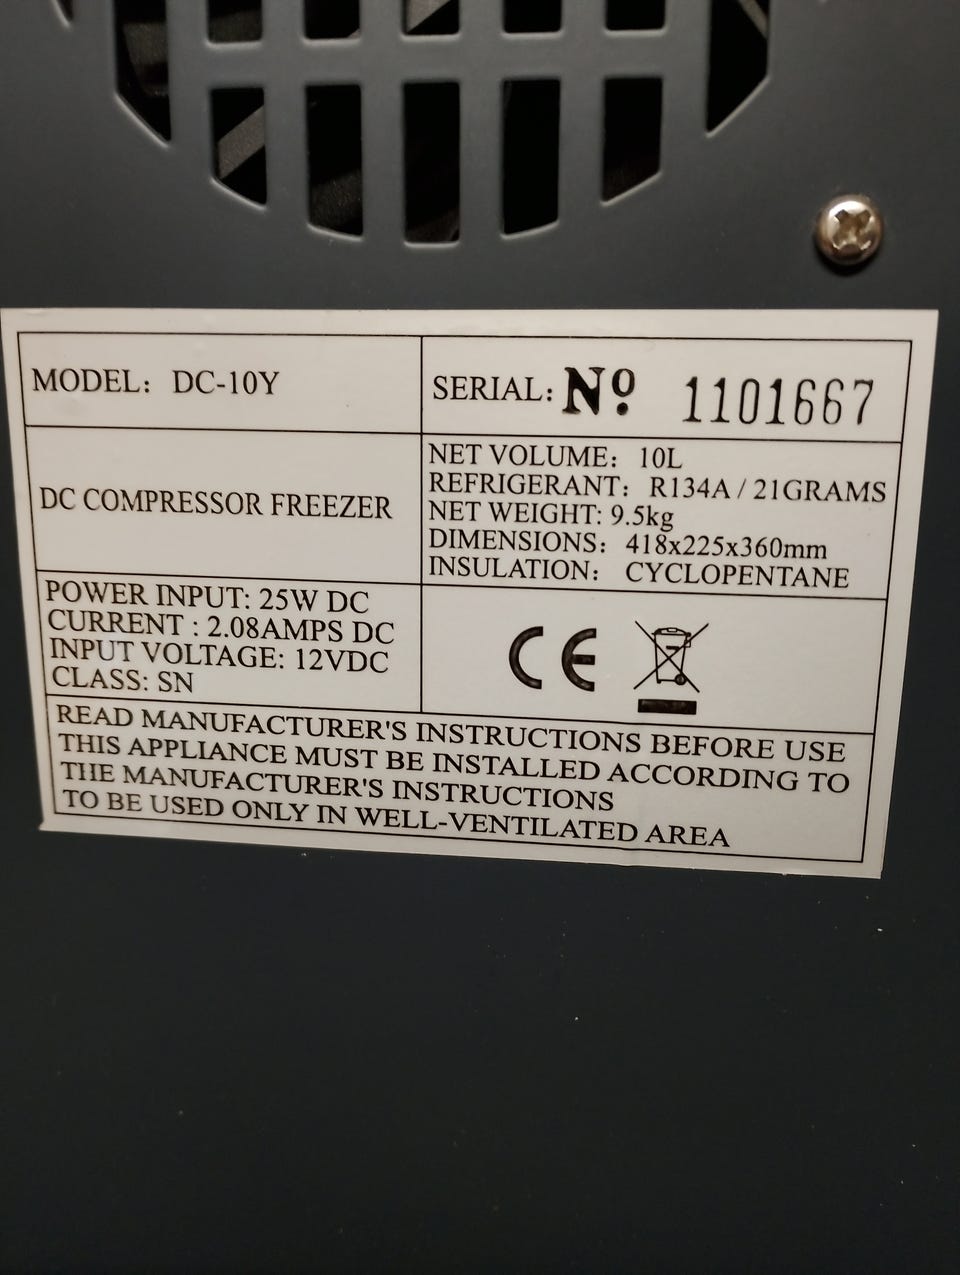 MODEL: DC-10Y
SERIAL: Nº 1101667
DC COMPRESSOR FREEZER
NET VOLUME: 10L
REFRIGERANT: R134A / 21GRAMS
NET WEIGHT: 9.5kg
DIMENSIONS: 418x225x360mm
INSULATION: CYCLOPENTANE
POWER INPUT: 25W DC
CURRENT : 2.08AMPS DC
INPUT VOLTAGE: 12VDC
CLASS: SN
CE
READ MANUFACTURER'S INSTRUCTIONS BEFORE USE
THIS APPLIANCE MUST BE INSTALLED ACCORDING TO
THE MANUFACTURER'S INSTRUCTIONS
TO BE USED ONLY IN WELL-VENTILATED AREA